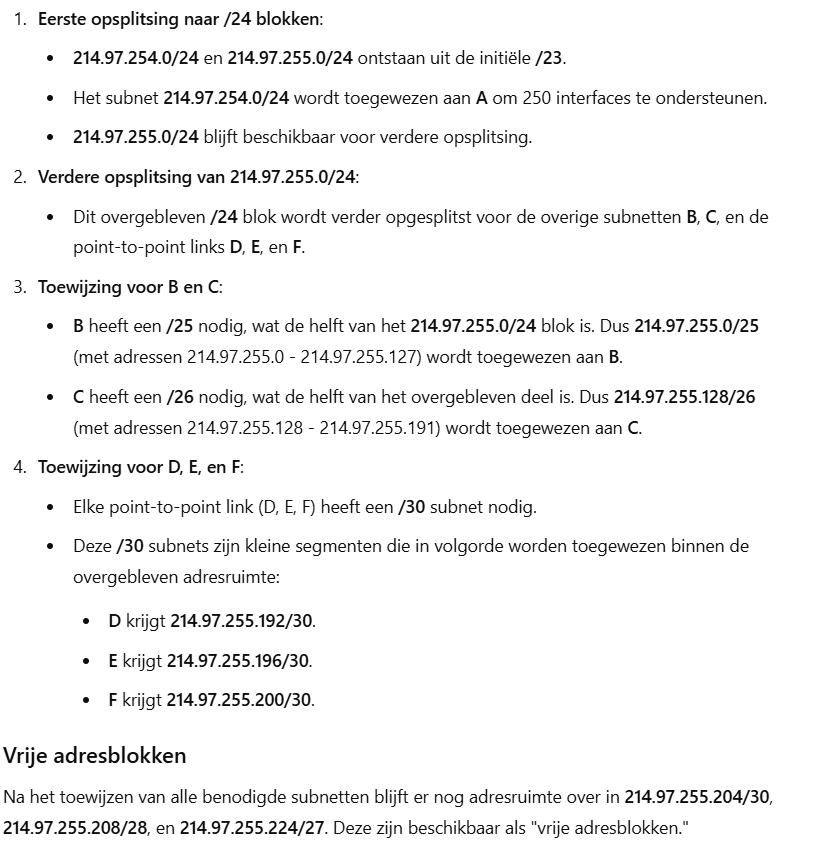 1. Eerste opsplitsing naar /24 blokken:
• 214.97.254.0/24 en 214.97.255.0/24 ontstaan uit de initiële /23.
• Het subnet 214.97.254.0/24 wordt toegewezen aan A om 250 interfaces te ondersteunen.
• 214.97.255.0/24 blijft beschikbaar voor verdere opsplitsing.
2. Verdere opsplitsing van 214.97.255.0/24:
• Dit overgebleven /24 blok wordt verder opgesplitst voor de overige subnetten B, C, en de
point-to-point links D, E, en F.
3. Toewijzing voor B en C:
• B heeft een /25 nodig, wat de helft van het 214.97.255.0/24 blok is. Dus 214.97.255.0/25
(met adressen 214.97.255.0 - 214.97.255.127) wordt toegewezen aan B.
• C heeft een /26 nodig, wat de helft van het overgebleven deel is. Dus 214.97.255.128/26
(met adressen 214.97.255.128 - 214.97.255.191) wordt toegewezen aan C.
4. Toewijzing voor D, E, en F:
• Elke point-to-point link (D, E, F) heeft een /30 subnet nodig.
• Deze /30 subnets zijn kleine segmenten die in volgorde worden toegewezen binnen de
overgebleven adresruimte:
• D krijgt 214.97.255.192/30.
• E krijgt 214.97.255.196/30.
• F krijgt 214.97.255.200/30.
Vrije adresblokken
Na het toewijzen van alle benodigde subnetten blijft er nog adresruimte over in 214.97.255.204/30,
214.97.255.208/28, en 214.97.255.224/27. Deze zijn beschikbaar als "vrije adresblokken."